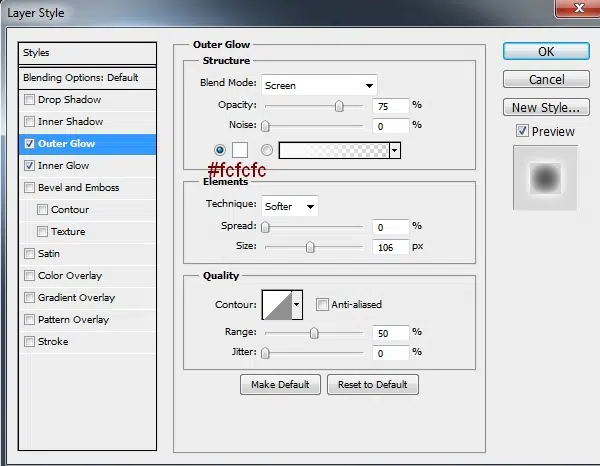 Layer Style
Styles
Blending Options: Default
Drop Shadow
Inner Shadow
Outer Glow
Inner Glow
Bevel and Emboss
Contour
Texture
Satin
Color Overlay
Gradient Overlay
Pattern Overlay
Stroke
Outer Glow
Structure
Blend Mode: Screen
Opacity: 75 %
Noise: 0 %
#fcfcfc
Elements
Technique: Softer
Spread: 0 %
Size: 106 px
Quality
Contour: Anti-aliased
Range: 50 %
Jitter: 0 %
Make Default Reset to Default
OK
Cancel
New Style...
Preview